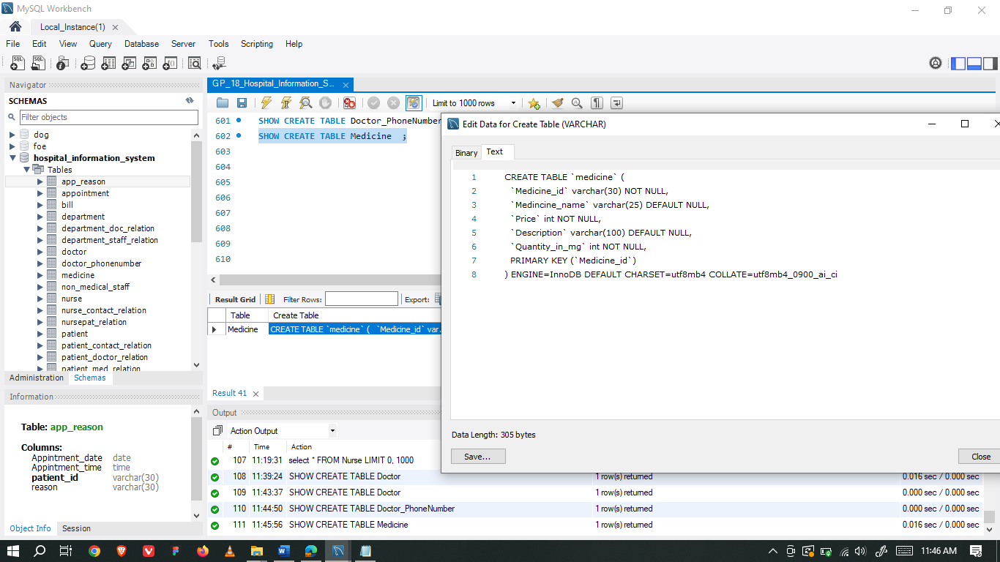 MySQL Workbench
Local_Instance(1)
File Edit View Query Database Server Tools Scripting Help
Navigator
SCHEMAS
Filter objects
dog
foe
hospital_information_system
Tables
app_reason
appointment
bill
department
department_doc_relation
department_staff_relation
doctor
doctor_phonenumber
medicine
non_medical_staff
nurse
nurse_contact_relation
nursepat_relation
patient
patient_contact_relation
patient_doctor_relation
patient_med_relation
Administration Schemas
Information
Table: app_reason
Columns:
Appintment_date date
Appintment_time time
patient_id varchar(30)
reason varchar(30)
Object Info Session
GP_18_Hospital_Information_S...
Limit to 1000 rows
601 SHOW CREATE TABLE Doctor_PhoneNumber
602 SHOW CREATE TABLE Medicine ;
603
604
605
606
607
608
609
610
Result Grid Filter Rows: Export:
Table Create Table
Medicine CREATE TABLE `medicine` ( `Medicine_id` var...
Result 41
Output
Action Output
# Time Action
107 11:19:31 select * FROM Nurse LIMIT 0, 1000
108 11:39:24 SHOW CREATE TABLE Doctor 1 row(s) returned 0.016 sec / 0.000 sec
109 11:43:37 SHOW CREATE TABLE Doctor 1 row(s) returned 0.000 sec / 0.000 sec
110 11:44:50 SHOW CREATE TABLE Doctor_PhoneNumber 1 row(s) returned 0.000 sec / 0.000 sec
111 11:45:56 SHOW CREATE TABLE Medicine 1 row(s) returned 0.016 sec / 0.000 sec
Edit Data for Create Table (VARCHAR)
Binary Text
1 CREATE TABLE `medicine` (
2 `Medicine_id` varchar(30) NOT NULL,
3 `Medincine_name` varchar(25) DEFAULT NULL,
4 `Price` int NOT NULL,
5 `Description` varchar(100) DEFAULT NULL,
6 `Quantity_in_mg` int NOT NULL,
7 PRIMARY KEY (`Medicine_id`)
8 ) ENGINE=InnoDB DEFAULT CHARSET=utf8mb4 COLLATE=utf8mb4_0900_ai_ci
Data Length: 305 bytes
Save... Close
11:46 AM